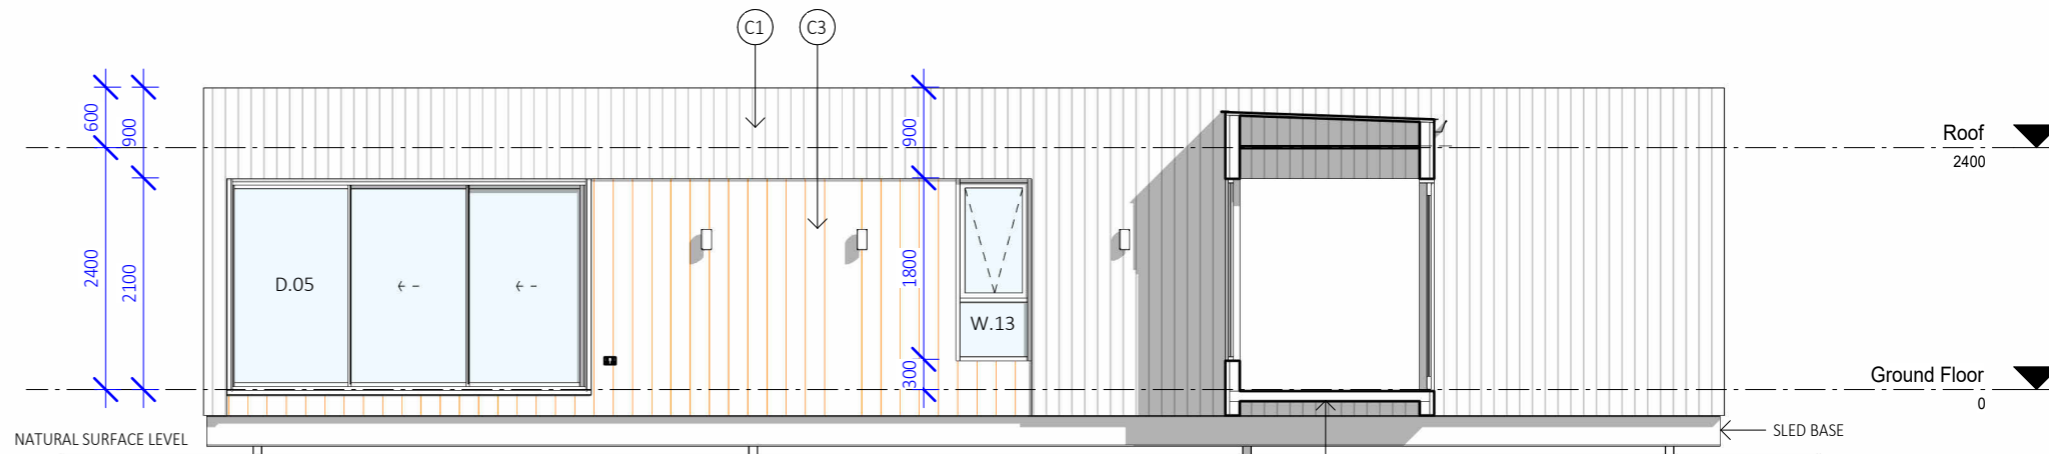 C1
C3
600
900
900
Roof
2400
2400
2100
D.05
1800
W.13
300
Ground Floor
0
NATURAL SURFACE LEVEL
SLED BASE